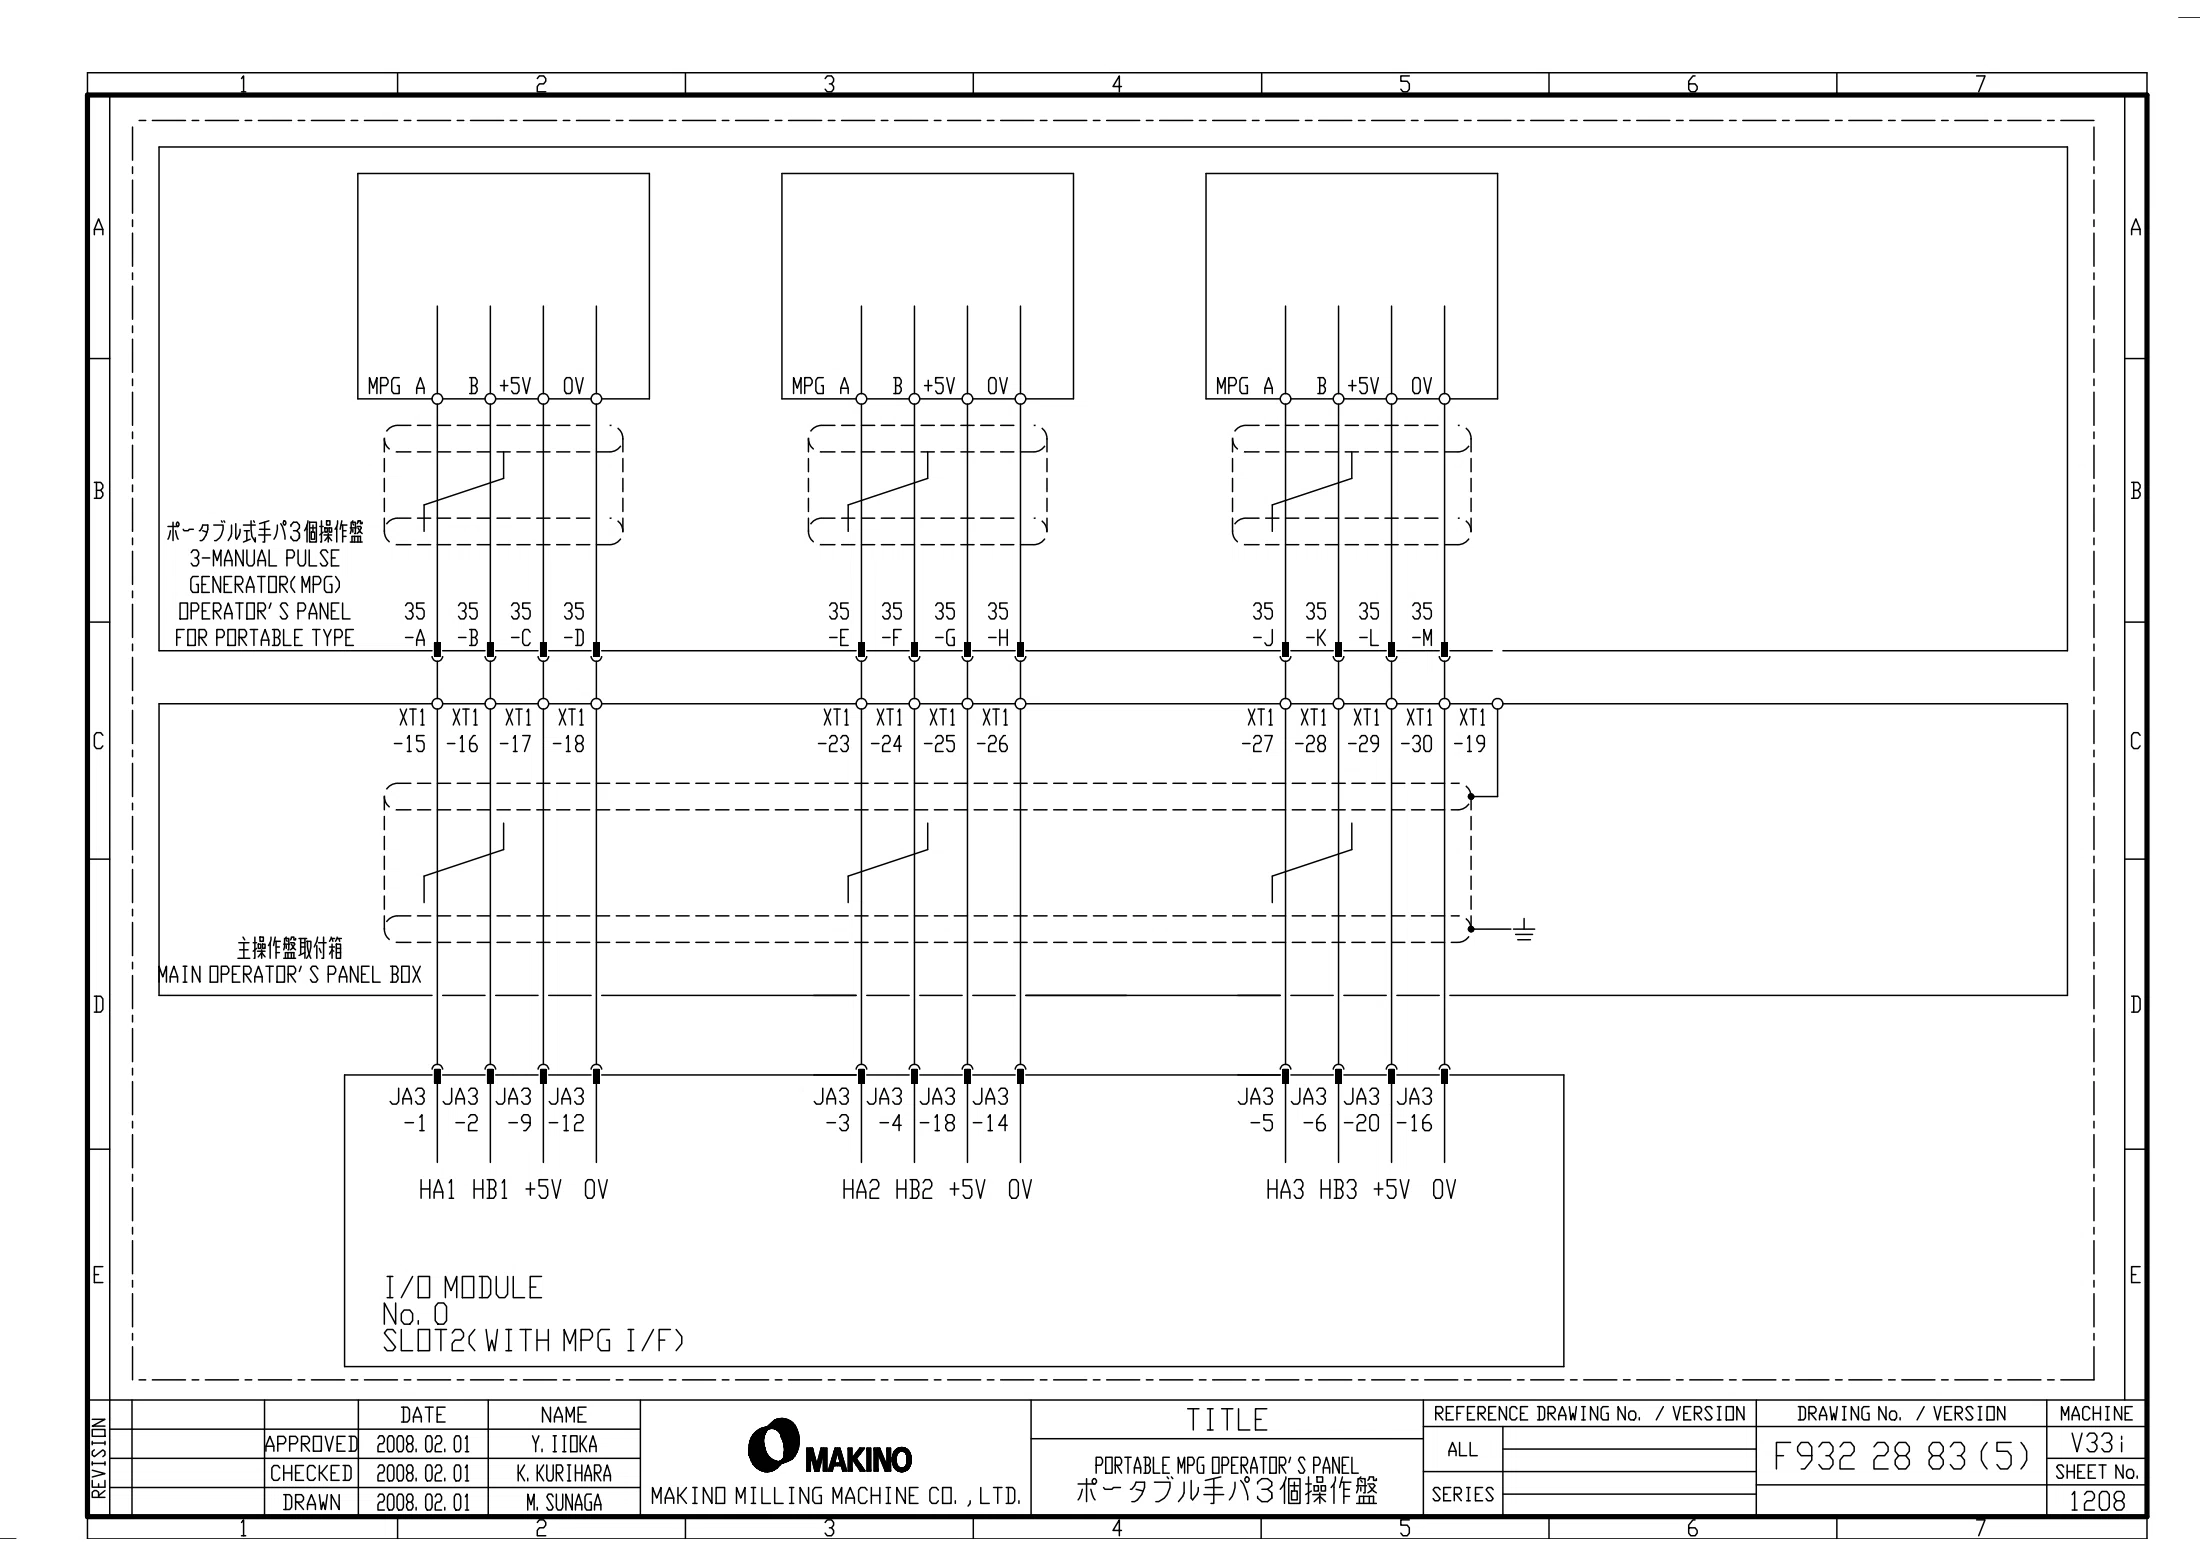 1 2 3 4 5 6 7
A A
MPG A B +5V 0V MPG A B +5V 0V MPG A B +5V 0V
B B
ポータブル式手パ3個操作盤
3-MANUAL PULSE
GENERATOR(MPG)
OPERATOR'S PANEL
FOR PORTABLE TYPE
35 35 35 35 35 35 35 35 35 35 35 35
-A -B -C -D -E -F -G -H -J -K -L -M
XT1 XT1 XT1 XT1 XT1 XT1 XT1 XT1 XT1 XT1 XT1 XT1 XT1
-15 -16 -17 -18 -23 -24 -25 -26 -27 -28 -29 -30 -19
C C
主操作盤取付箱
MAIN OPERATOR'S PANEL BOX
D D
JA3 JA3 JA3 JA3 JA3 JA3 JA3 JA3 JA3 JA3 JA3 JA3
-1 -2 -9 -12 -3 -4 -18 -14 -5 -6 -20 -16
HA1 HB1 +5V 0V HA2 HB2 +5V 0V HA3 HB3 +5V 0V
E E
I/O MODULE
No. 0
SLOT2(WITH MPG I/F)
REVISION
DATE NAME
APPROVED 2008.02.01 Y. IIOKA
CHECKED 2008.02.01 K. KURIHARA
DRAWN 2008.02.01 M. SUNAGA
MAKINO
MAKINO MILLING MACHINE CO., LTD.
TITLE
PORTABLE MPG OPERATOR'S PANEL
ポータブル手パ3個操作盤
REFERENCE DRAWING No. / VERSION
ALL
SERIES
DRAWING No. / VERSION
F932 28 83 (5)
MACHINE
V33i
SHEET No.
1208
1 2 3 4 5 6 7